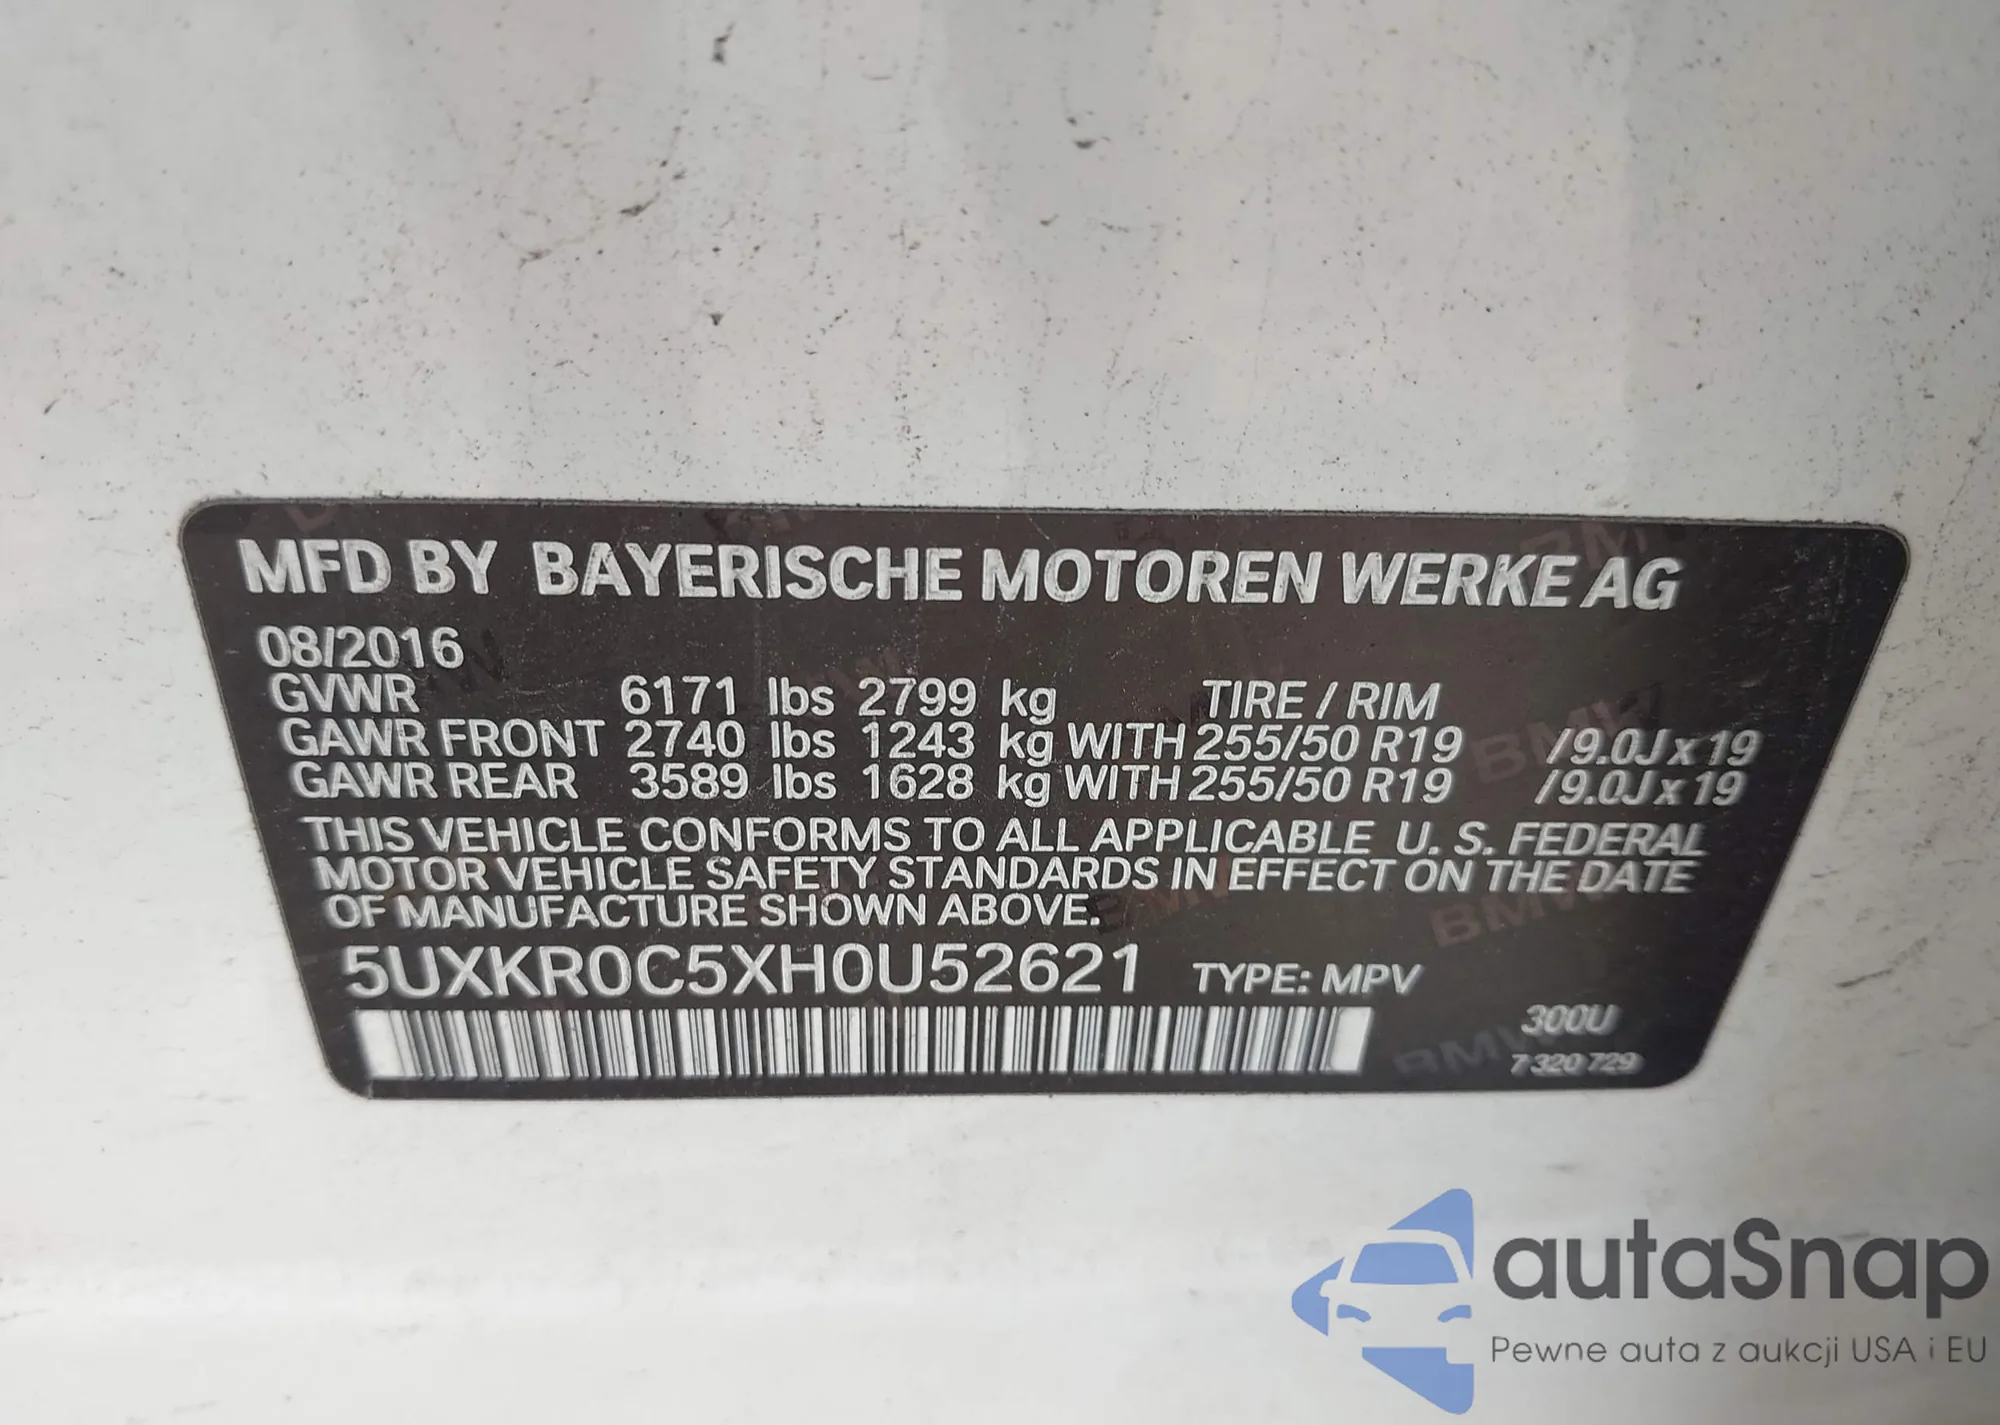 MFD BY BAYERISCHE MOTOREN WERKE AG
08/2016
GVWR 6171 lbs 2799 kg TIRE / RIM
GAWR FRONT 2740 lbs 1243 kg WITH 255/50 R19 /9.0J x 19
GAWR REAR 3589 lbs 1628 kg WITH 255/50 R19 /9.0J x 19
THIS VEHICLE CONFORMS TO ALL APPLICABLE U. S. FEDERAL
MOTOR VEHICLE SAFETY STANDARDS IN EFFECT ON THE DATE
OF MANUFACTURE SHOWN ABOVE.
5UXKR0C5XH0U52621 TYPE: MPV
300U
7 320 729
autaSnap
Pewne auta z aukcji USA i EU